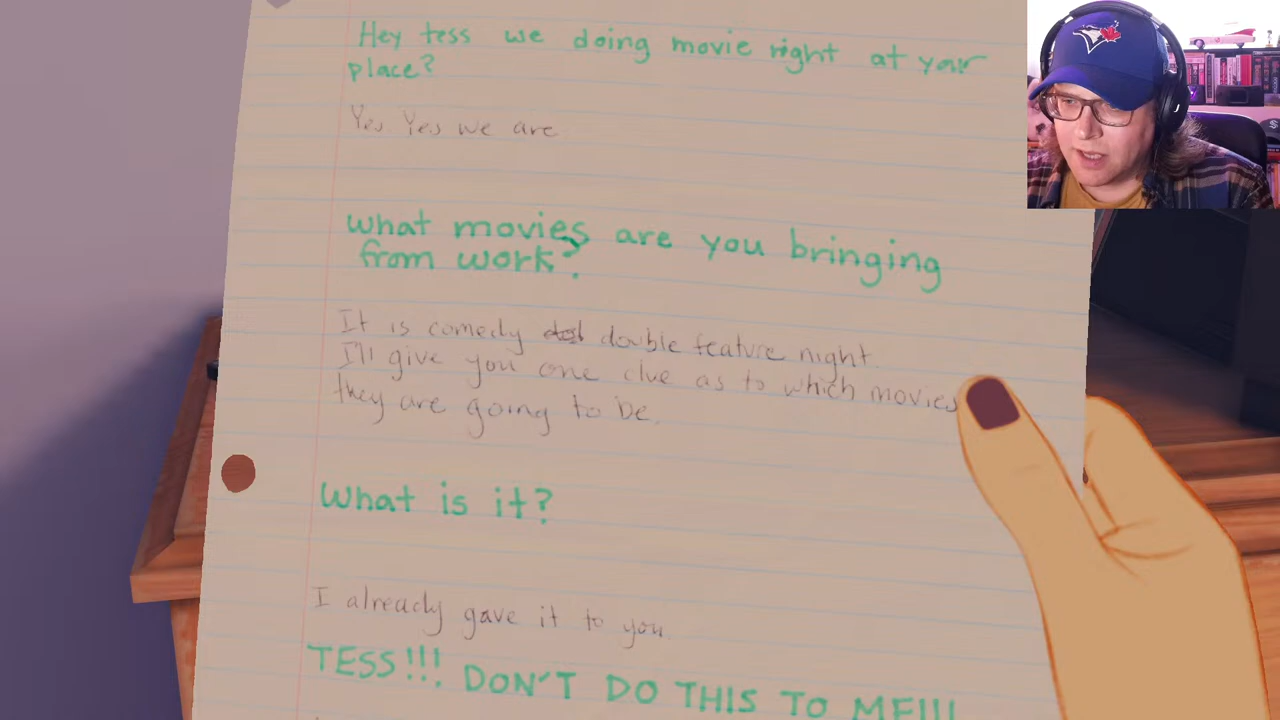 Hey tess we doing movie night at your
place?
Yes. Yes we are
what movies are you bringing
from work?
It is comedy double feature night.
I'll give you one clue as to which movies
they are going to be.
What is it?
I already gave it to you.
TESS!!! DON'T DO THIS TO ME!!!